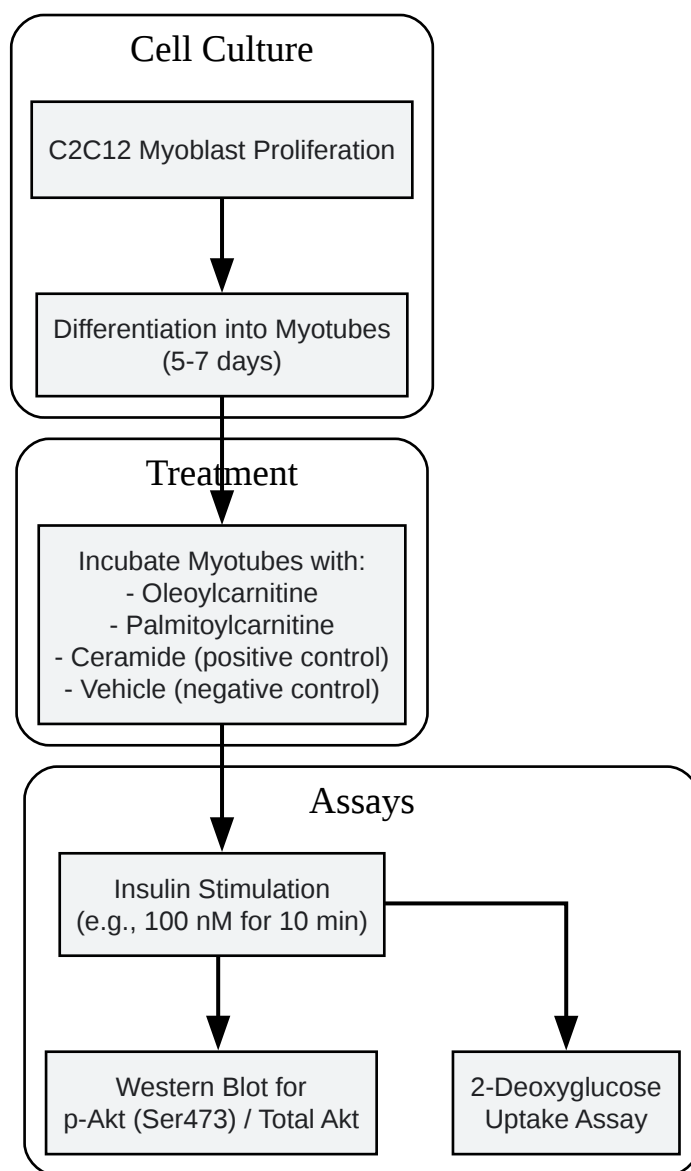 Cell Culture
C2C12 Myoblast Proliferation
Differentiation into Myotubes
(5-7 days)
Treatment
Incubate Myotubes with:
- Oleoylcarnitine
- Palmitoylcarnitine
- Ceramide (positive control)
- Vehicle (negative control)
Assays
Insulin Stimulation
(e.g., 100 nM for 10 min)
Western Blot for
p-Akt (Ser473) / Total Akt
2-Deoxyglucose
Uptake Assay